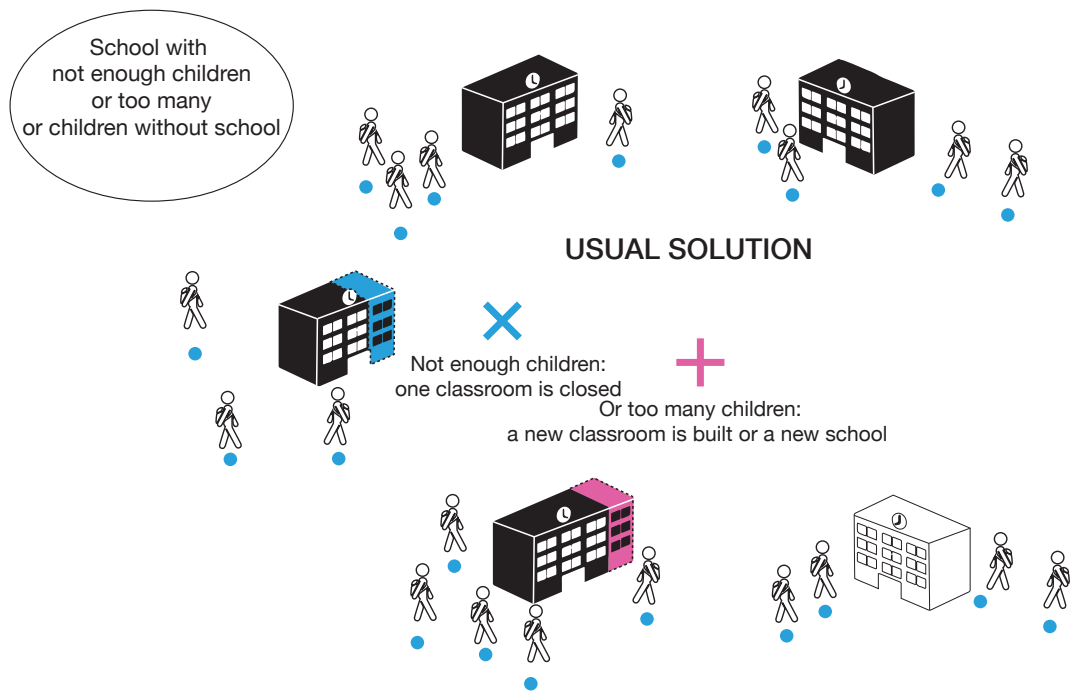 School with
not enough children
or too many
or children without school
USUAL SOLUTION
Not enough children:
one classroom is closed
Or too many children:
a new classroom is built or a new school